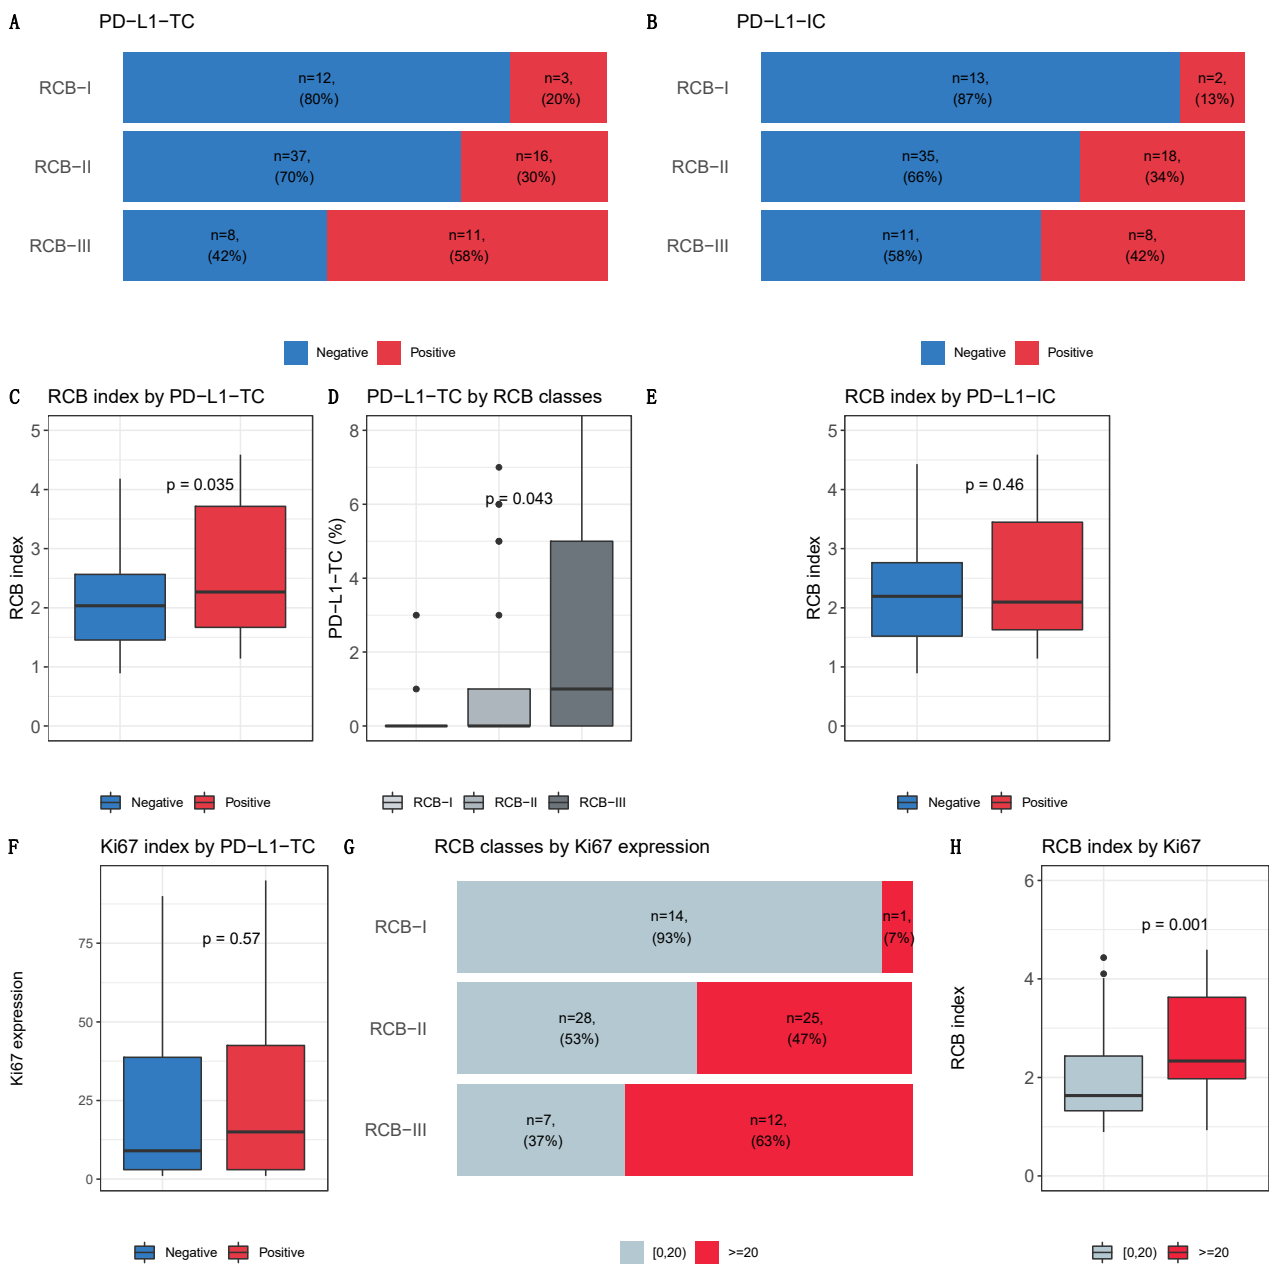 A
PD−L1−TC
RCB−I
n=12,
(80%)
n=3,
(20%)
RCB−II
n=37,
(70%)
n=16,
(30%)
RCB−III
n=8,
(42%)
n=11,
(58%)
Negative
Positive
B
PD−L1−IC
RCB−I
n=13,
(87%)
n=2,
(13%)
RCB−II
n=35,
(66%)
n=18,
(34%)
RCB−III
n=11,
(58%)
n=8,
(42%)
Negative
Positive
C
RCB index by PD−L1−TC
RCB index
5
4
3
2
1
0
p = 0.035
Negative
Positive
D
PD−L1−TC by RCB classes
PD−L1−TC (%)
8
6
4
2
0
p = 0.043
RCB−I
RCB−II
RCB−III
E
RCB index by PD−L1−IC
RCB index
5
4
3
2
1
0
p = 0.46
Negative
Positive
F
Ki67 index by PD−L1−TC
Ki67 expression
75
50
25
0
p = 0.57
Negative
Positive
G
RCB classes by Ki67 expression
RCB−I
n=14,
(93%)
n=1,
(7%)
RCB−II
n=28,
(53%)
n=25,
(47%)
RCB−III
n=7,
(37%)
n=12,
(63%)
[0,20)
>=20
H
RCB index by Ki67
RCB index
6
4
2
0
p = 0.001
[0,20)
>=20